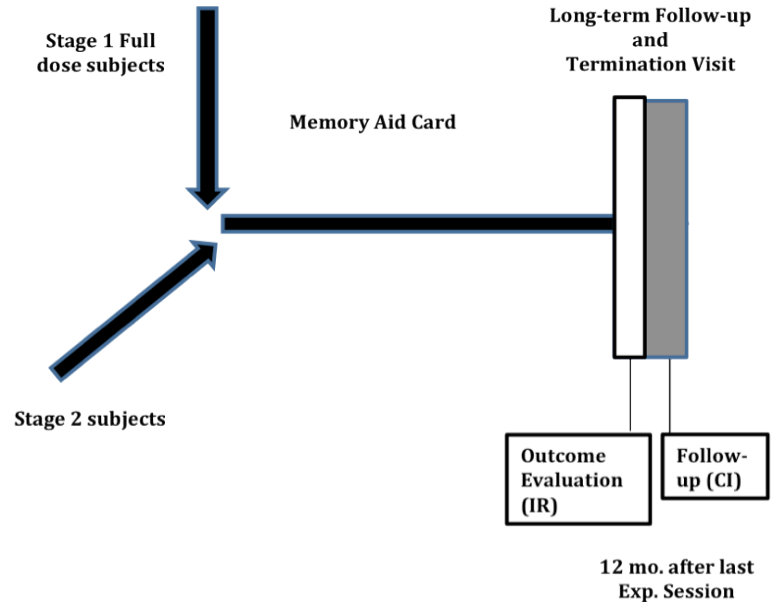 Stage 1 Full
dose subjects
Long-term Follow-up
and
Termination Visit
Memory Aid Card
Stage 2 subjects
Outcome
Evaluation
(IR)
Follow-
up (CI)
12 mo. after last
Exp. Session